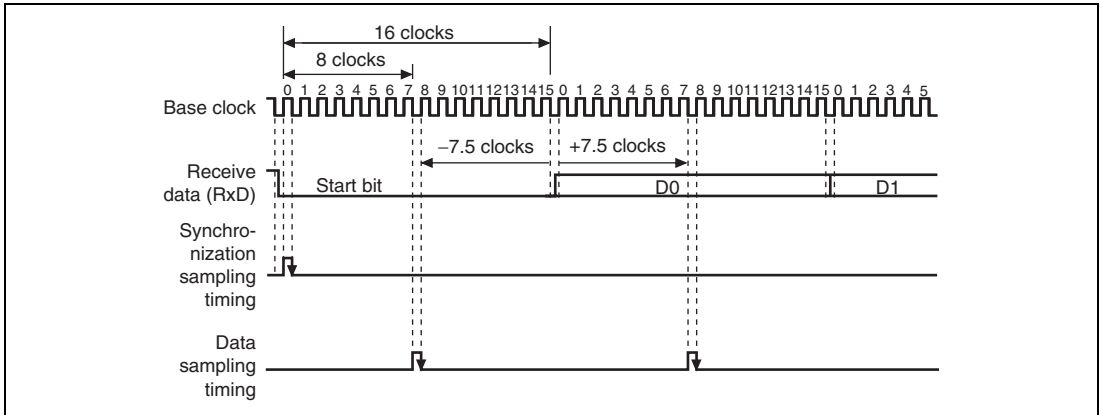 16 clocks
8 clocks
0 1 2 3 4 5 6 7 8 9 10 11 12 13 14 15 0 1 2 3 4 5 6 7 8 9 10 11 12 13 14 15 0 1 2 3 4 5
Base clock
−7.5 clocks +7.5 clocks
Receive
data (RxD)
Start bit D0 D1
Synchro-
nization
sampling
timing
Data
sampling
timing